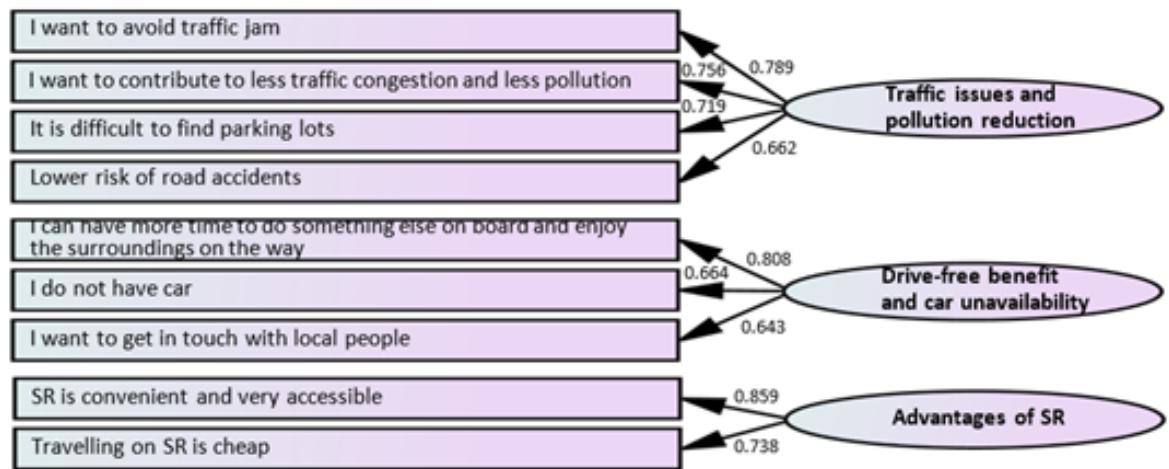 I want to avoid traffic jam
0.789
I want to contribute to less traffic congestion and less pollution
0.756
Traffic issues and
pollution reduction
0.719
It is difficult to find parking lots
0.662
Lower risk of road accidents
I can have more time to do something else on board and enjoy
the surroundings on the way
0.808
0.664
Drive-free benefit
and car unavailability
I do not have car
0.643
I want to get in touch with local people
SR is convenient and very accessible
0.859
Advantages of SR
0.738
Travelling on SR is cheap